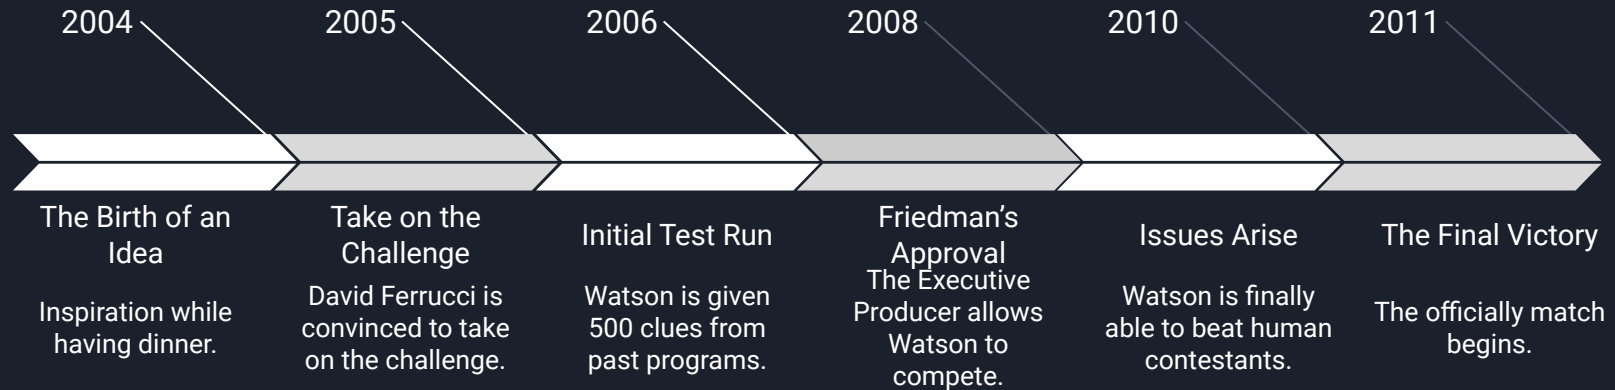 2004
2005
2006
2008
2010
2011
The Birth of an
Idea
Inspiration while
having dinner.
Take on the
Challenge
David Ferrucci is
convinced to take
on the challenge.
Initial Test Run
Watson is given
500 clues from
past programs.
Friedman’s
Approval
The Executive
Producer allows
Watson to
compete.
Issues Arise
Watson is finally
able to beat human
contestants.
The Final Victory
The officially match
begins.